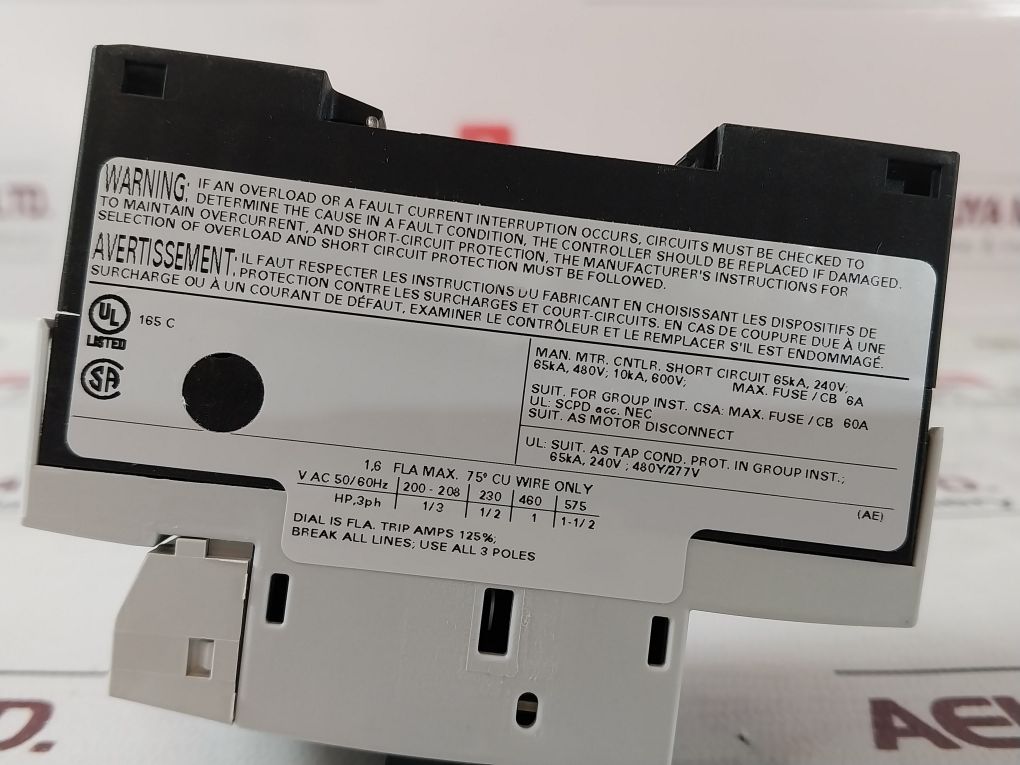 WARNING: IF AN OVERLOAD OR A FAULT CURRENT INTERRUPTION OCCURS, CIRCUITS MUST BE CHECKED TO
DETERMINE THE CAUSE IN A FAULT CONDITION, THE CONTROLLER SHOULD BE REPLACED IF DAMAGED.
TO MAINTAIN OVERCURRENT, AND SHORT-CIRCUIT PROTECTION, THE MANUFACTURER'S INSTRUCTIONS FOR
SELECTION OF OVERLOAD AND SHORT CIRCUIT PROTECTION MUST BE FOLLOWED.
AVERTISSEMENT: IL FAUT RESPECTER LES INSTRUCTIONS DU FABRICANT EN CHOISISSANT LES DISPOSITIFS DE
PROTECTION CONTRE LES SURCHARGES ET COURT-CIRCUITS. EN CAS DE COUPURE DUE À UNE
SURCHARGE OU À UN COURANT DE DÉFAUT, EXAMINER LE CONTRÔLEUR ET LE REMPLACER S'IL EST ENDOMMAGÉ.
UL
LISTED
165 C
SA
MAN. MTR. CNTLR. SHORT CIRCUIT 65kA, 240V;
65kA, 480V; 10kA, 600V; MAX. FUSE/CB 6A
SUIT. FOR GROUP INST. CSA: MAX. FUSE/CB 60A
UL: SCPD acc. NEC
SUIT. AS MOTOR DISCONNECT
UL: SUIT. AS TAP COND. PROT. IN GROUP INST.;
65kA, 240V ; 480Y/277V
(AE)
1,6 FLA MAX. 75° CU WIRE ONLY
V AC 50/60Hz 200 - 208 230 460 575
HP, 3ph 1/3 1/2 1 1-1/2
DIAL IS FLA. TRIP AMPS 125%;
BREAK ALL LINES; USE ALL 3 POLES